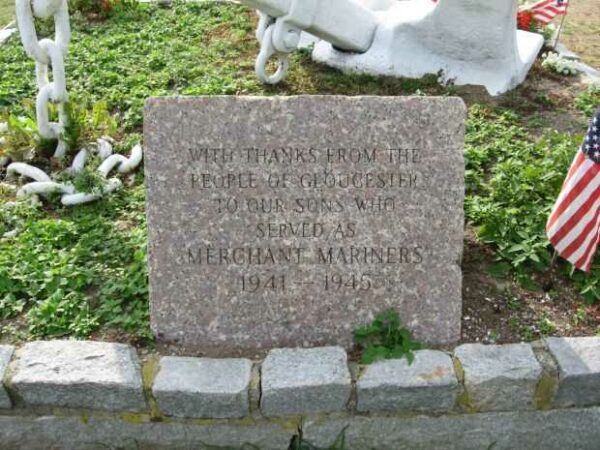 WITH THANKS FROM THE
PEOPLE OF GLOUCESTER
TO OUR SONS WHO
SERVED AS
MERCHANT MARINERS
1941 – 1945